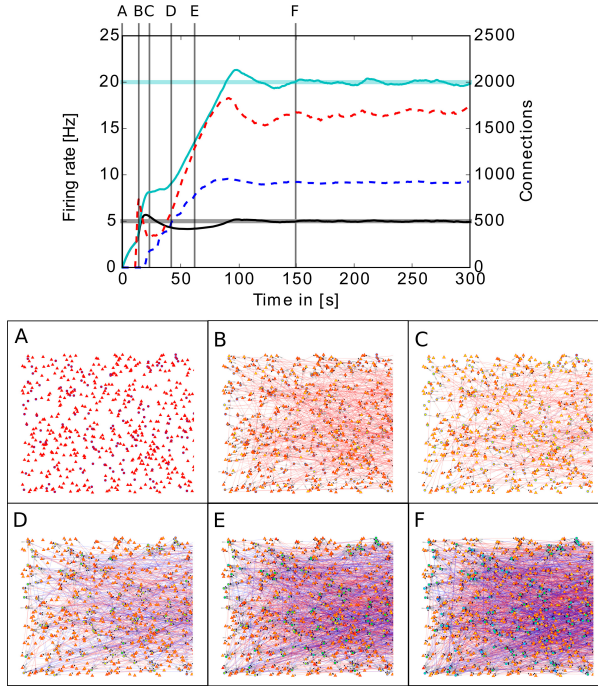 A B C D E F
25 2500
20 2000
15 1500
10 1000
5 500
0 0
0 50 100 150 200 250 300
Firing rate [Hz]
Connections
Time in [s]
A B C
D E F